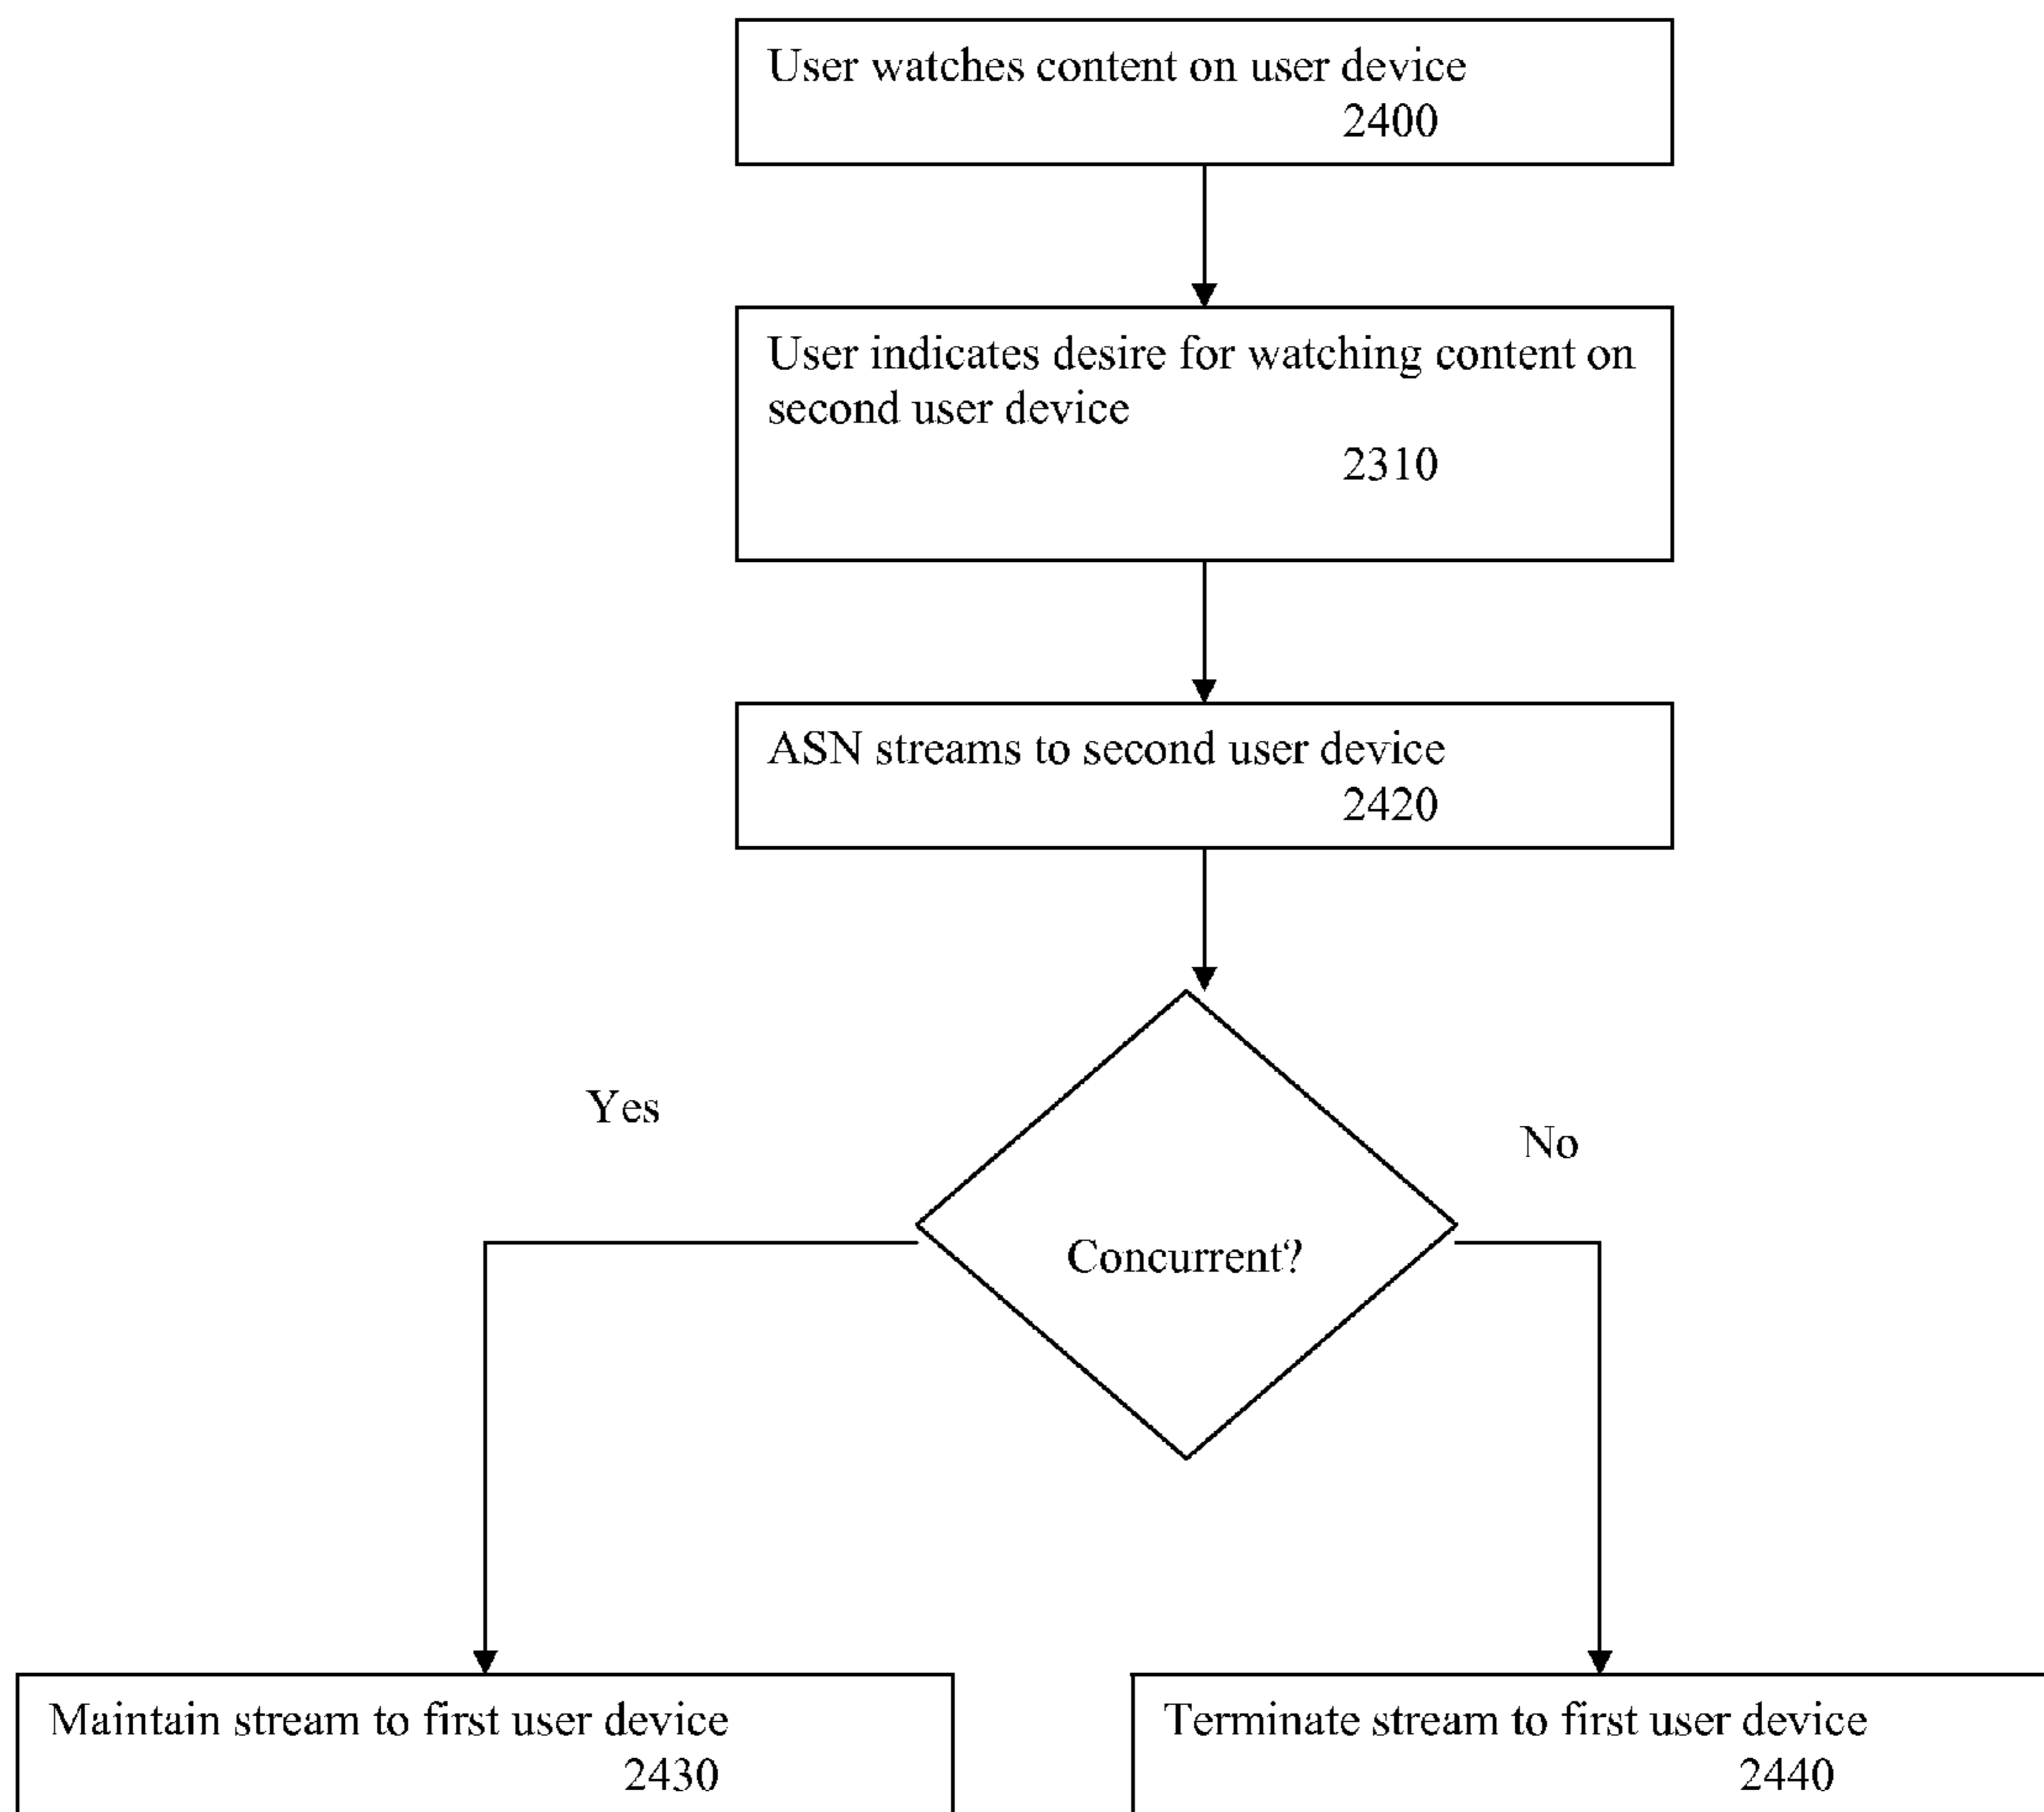 User watches content on user device
2400
User indicates desire for watching content on
second user device
2310
ASN streams to second user device
2420
Yes
No
Concurrent?
Maintain stream to first user device
2430
Terminate stream to first user device
2440